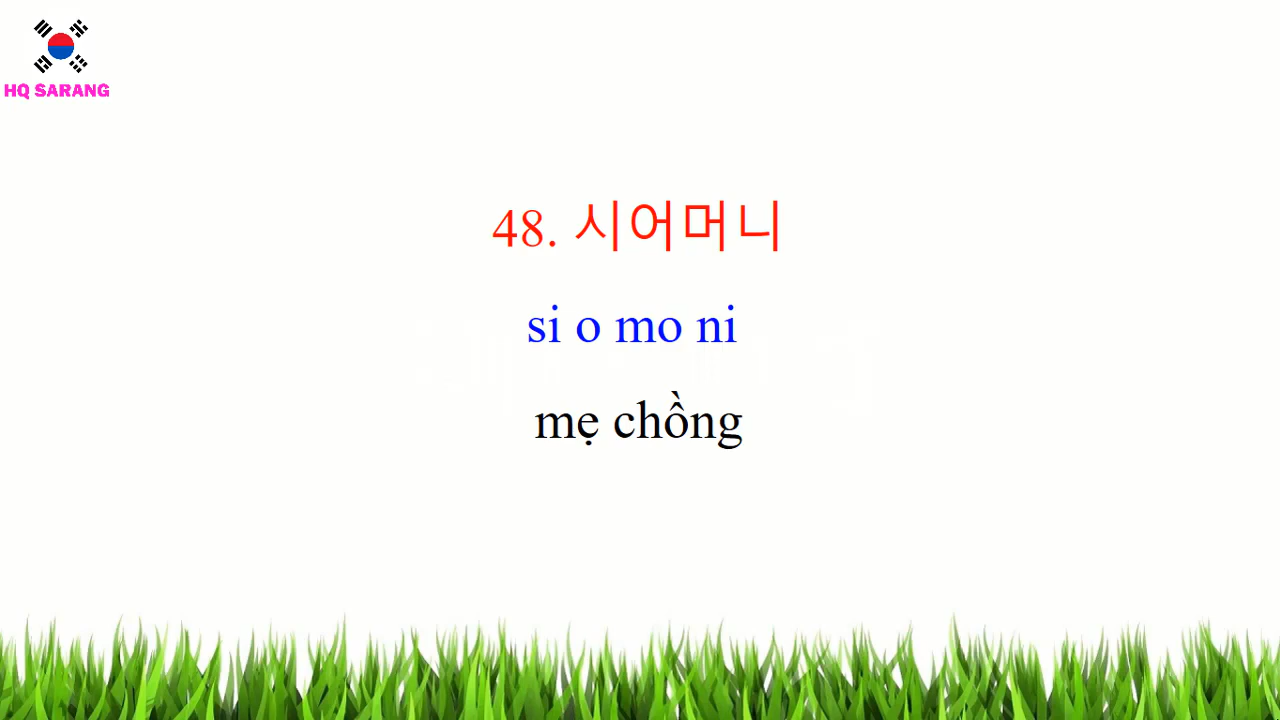 HQ SARANG
48. 시어머니
si o mo ni
mẹ chồng